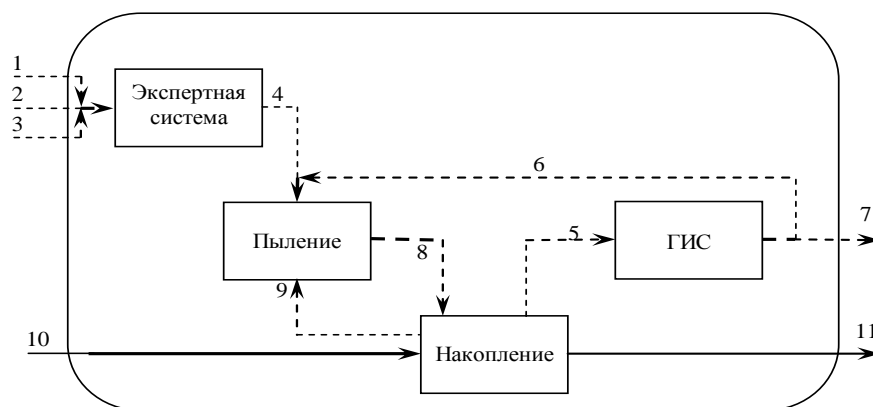 1
2
3
Экспертная
система
4
6
7
Пыление
8
5
ГИС
9
10
Накопление
11